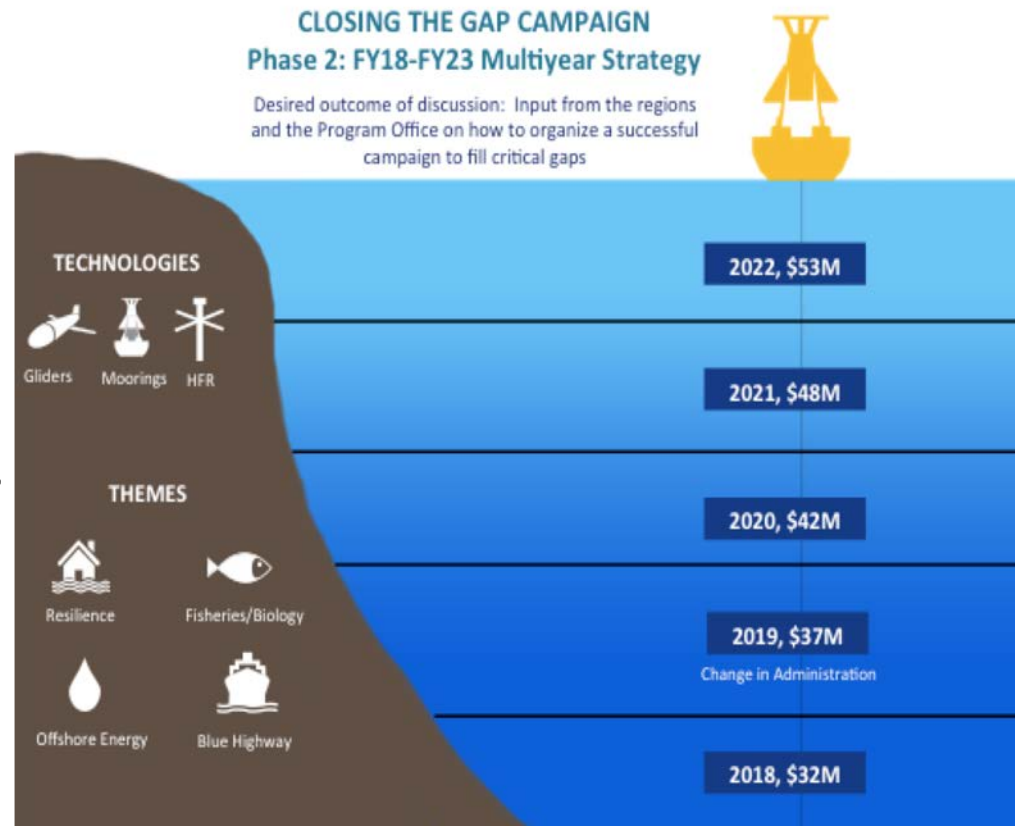 CLOSING THE GAP CAMPAIGN
Phase 2: FY18-FY23 Multiyear Strategy
Desired outcome of discussion: Input from the regions
and the Program Office on how to organize a successful
campaign to fill critical gaps
TECHNOLOGIES
Gliders
Moorings
HFR
THEMES
Resilience
Fisheries/Biology
Offshore Energy
Blue Highway
2022, $53M
2021, $48M
2020, $42M
2019, $37M
Change in Administration
2018, $32M